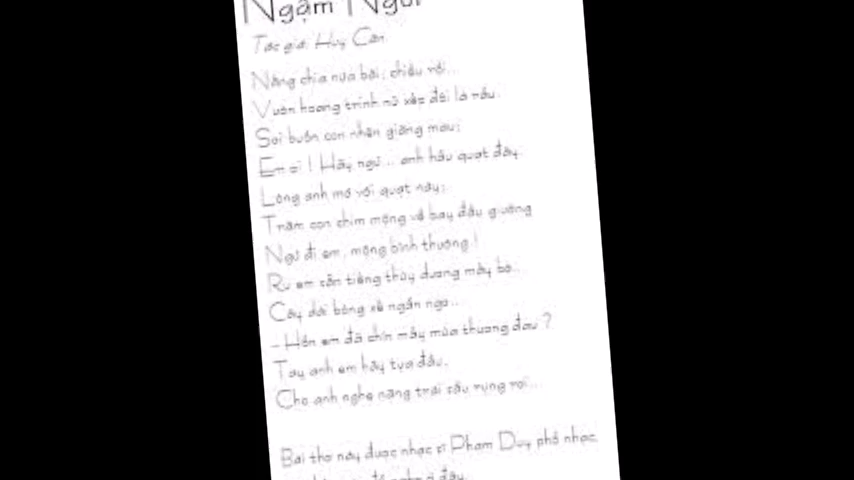 Ngậm Ngùi
Tác giả: Huy Cận
Nắng chia nửa bãi; chiều rồi...
Vườn hoang trinh nữ xếp đôi lá rầu.
Sợi buồn con nhện giăng mau;
Em ơi! Hãy ngủ... anh hầu quạt đây.
Lòng anh mở với quạt này;
Trăm con chim mộng về bay đầu giường
Ngủ đi em, mộng bình thường!
Ru em sẵn tiếng thùy dương mấy bờ...
Cây dài bóng xế ngẩn ngơ...
- Hồn em đã chín mấy mùa thương đau?
Tay anh em hãy tựa đầu,
Cho anh nghe nặng trái sầu rụng rơi...
Bài thơ này được nhạc sĩ Phạm Duy phổ nhạc,
ở đây.